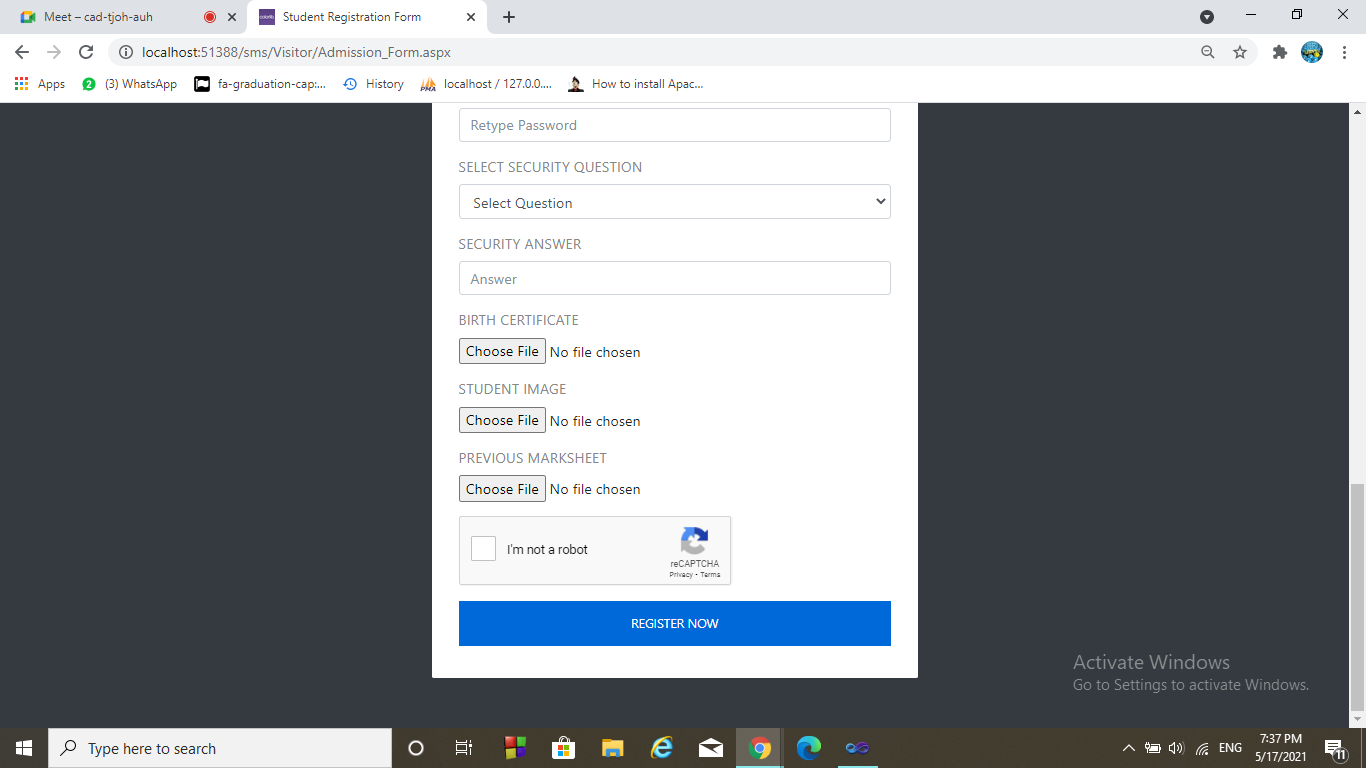 Meet – cad-tjoh-auh
Student Registration Form
localhost:51388/sms/Visitor/Admission_Form.aspx
Apps
2
(3) WhatsApp
fa-graduation-cap:...
History
PMA
localhost / 127.0.0....
How to install Apac...
Retype Password
SELECT SECURITY QUESTION
Select Question
SECURITY ANSWER
Answer
BIRTH CERTIFICATE
Choose File No file chosen
STUDENT IMAGE
Choose File No file chosen
PREVIOUS MARKSHEET
Choose File No file chosen
I'm not a robot
reCAPTCHA
Privacy - Terms
REGISTER NOW
Activate Windows
Go to Settings to activate Windows.
Type here to search
ENG
7:37 PM
5/17/2021
11